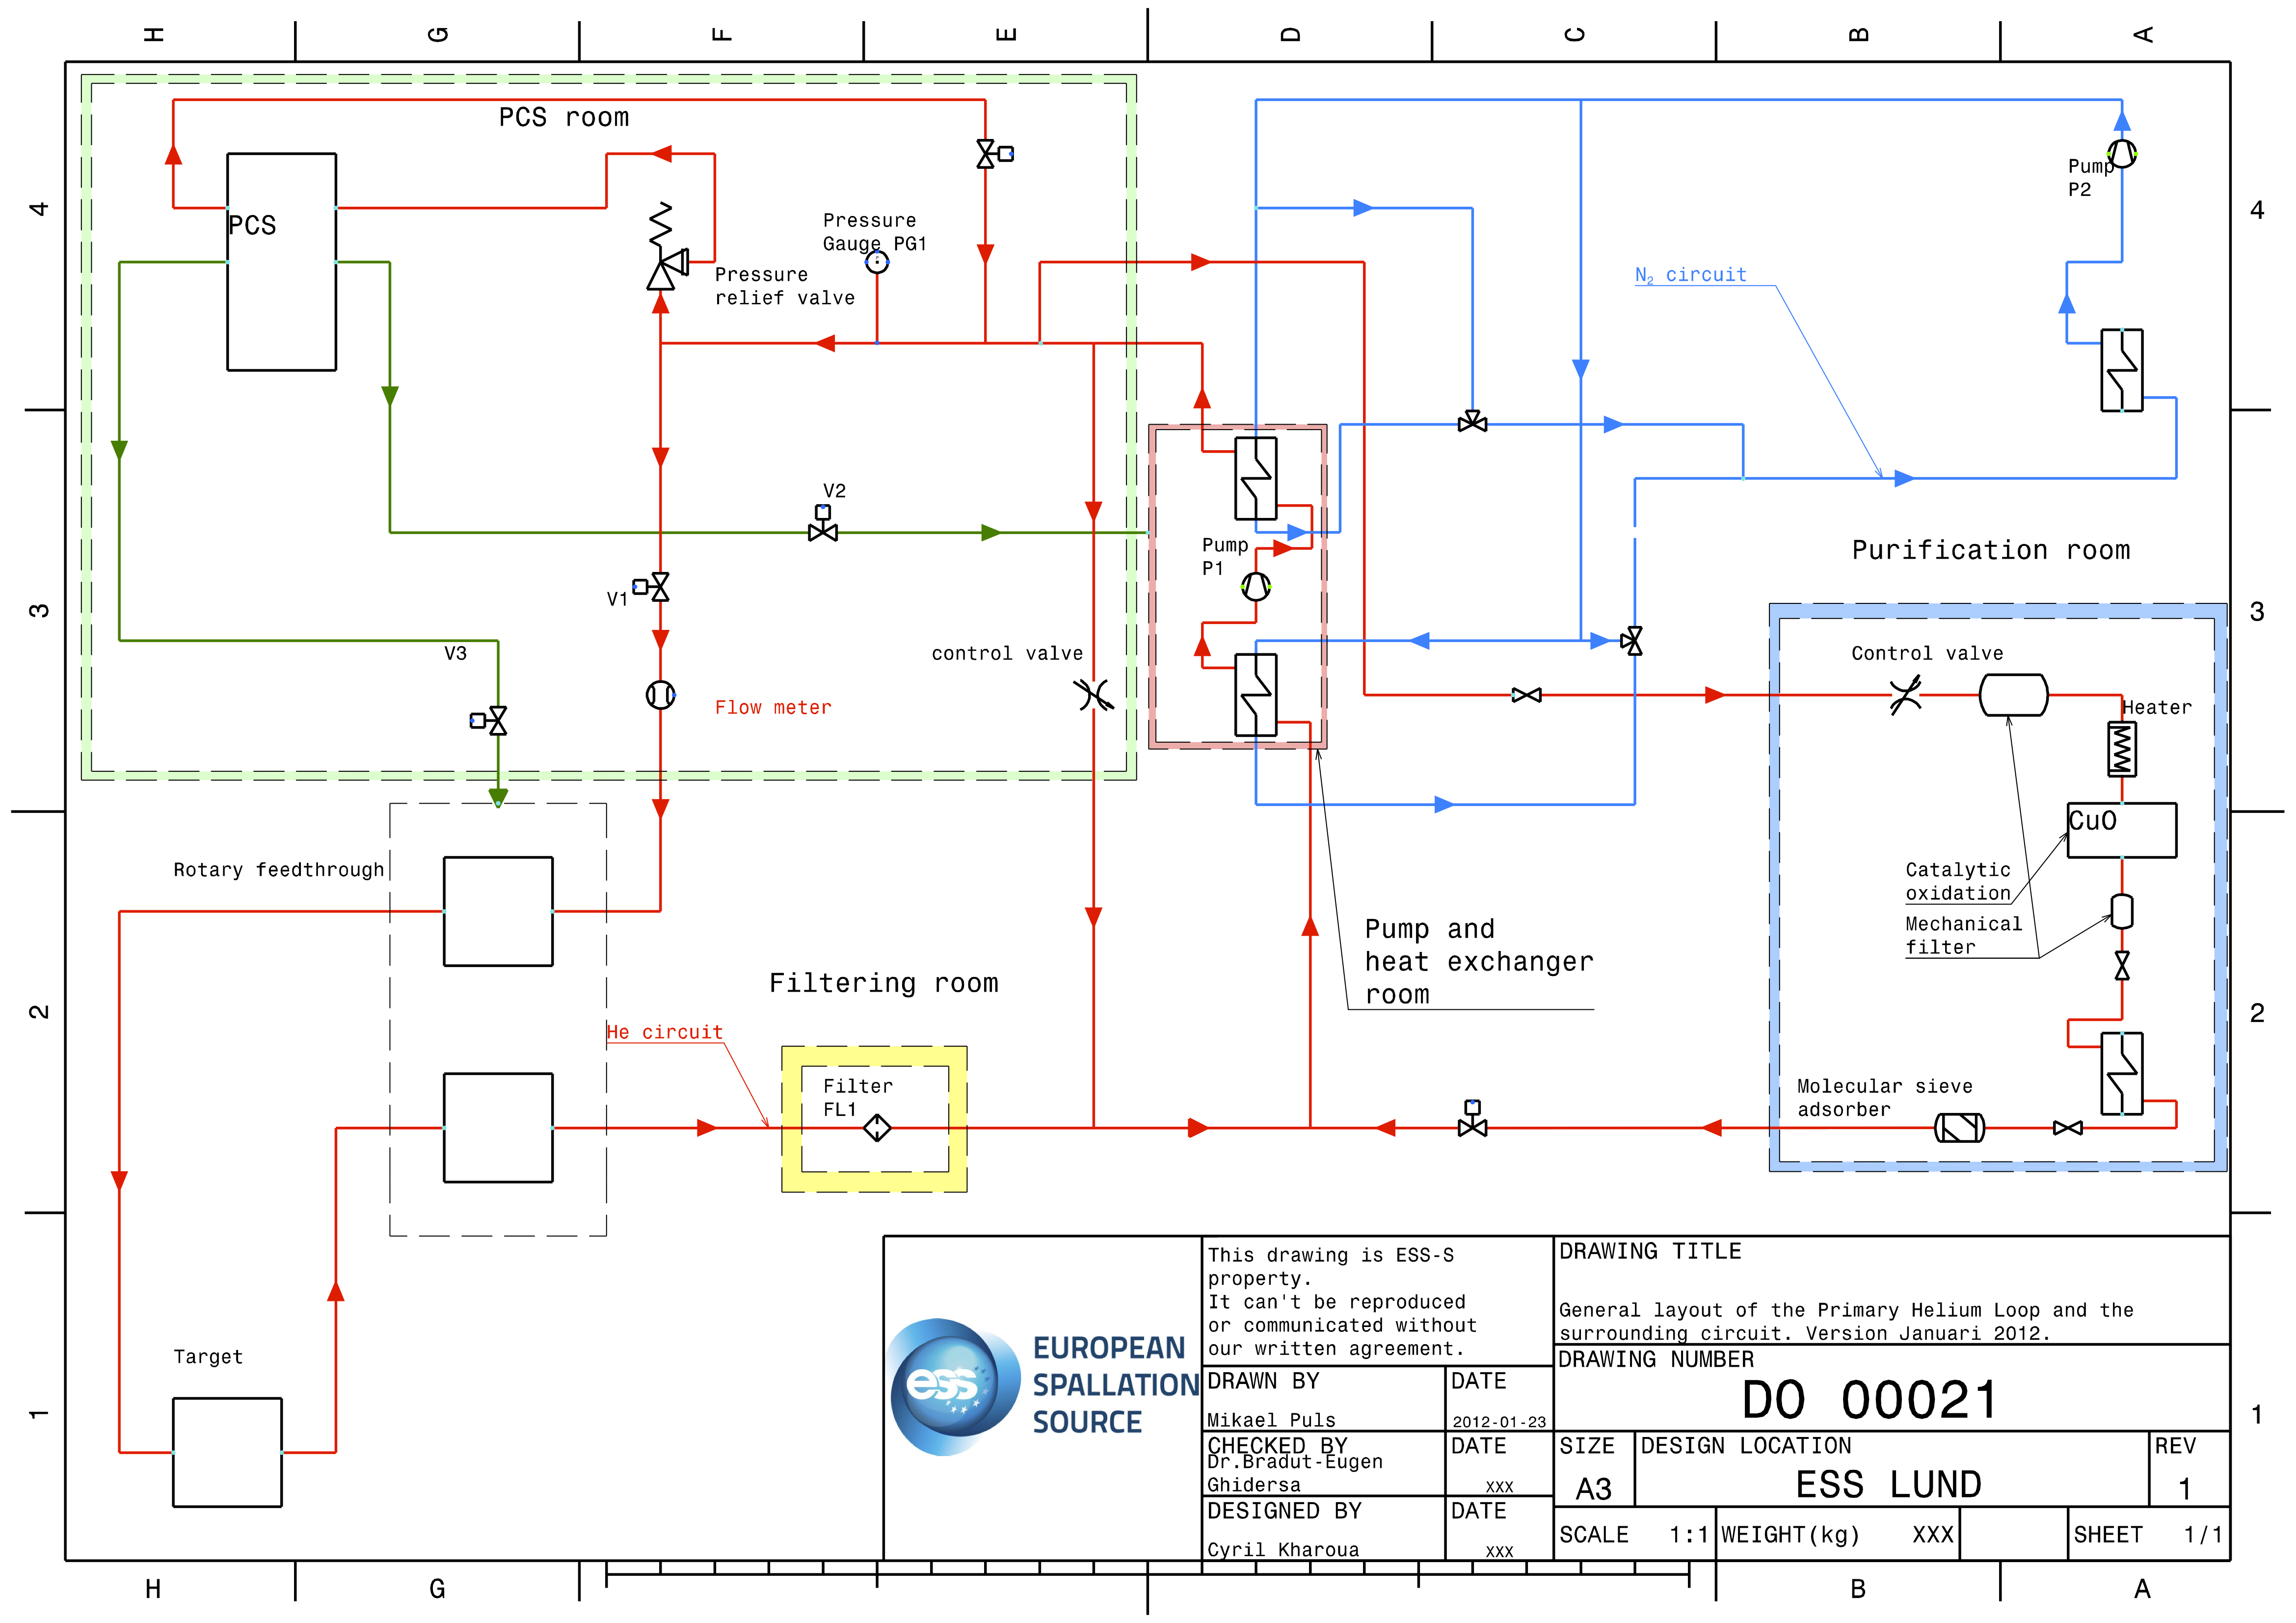 H G F E D C B A
PCS room
PCS
Pressure
Gauge PG1
Pressure
relief valve
Pump
P2
4
4
N₂ circuit
V2
Pump
P1
Purification room
V1
3
3
V3
control valve
Control valve
Flow meter
Heater
CuO
Rotary feedthrough
Catalytic
oxidation
Mechanical
filter
Pump and
heat exchanger
room
Filtering room
2
2
He circuit
Filter
FL1
Molecular sieve
adsorber
Target
1
1
ess
EUROPEAN
SPALLATION
SOURCE
This drawing is ESS-S
property.
It can't be reproduced
or communicated without
our written agreement.
DRAWN BY
DATE
Mikael Puls
2012-01-23
CHECKED BY
DATE
Dr.Bradut-Eugen
Ghidersa
XXX
DESIGNED BY
DATE
Cyril Kharoua
XXX
DRAWING TITLE
General layout of the Primary Helium Loop and the
surrounding circuit. Version Januari 2012.
DRAWING NUMBER
DO 00021
SIZE
A3
DESIGN LOCATION
ESS LUND
REV
1
SCALE 1:1
WEIGHT(kg) XXX
SHEET 1/1
H G B A